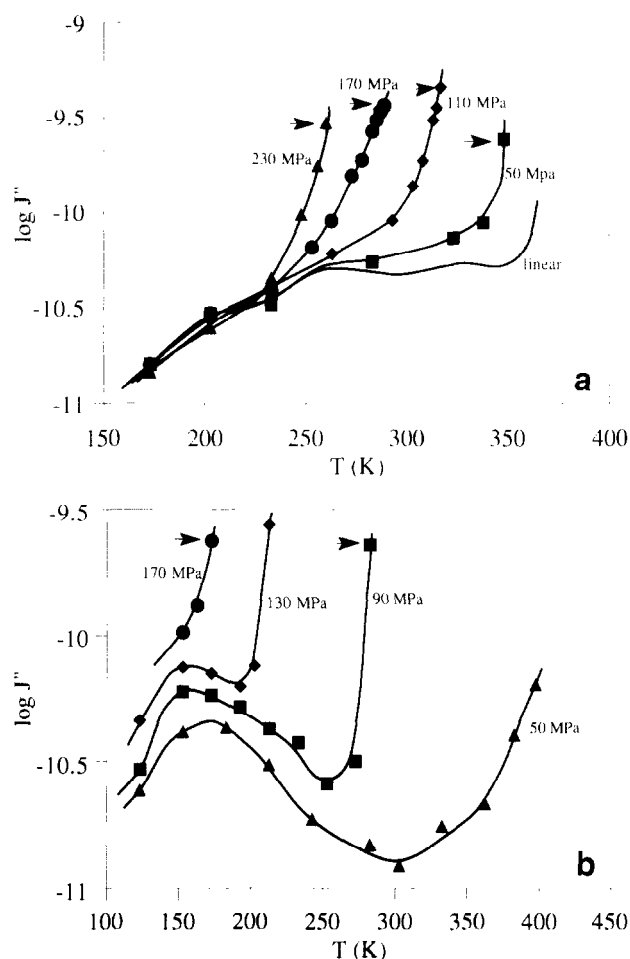 -9
170 MPa
-9.5
110 MPa
230 MPa
50 Mpa
log J"
-10
linear
-10.5
a
-11
150 200 250 300 350 400
T (K)
-9.5
170 MPa
130 MPa
90 MPa
log J"
-10
50 MPa
-10.5
b
-11
100 150 200 250 300 350 400 450
T (K)